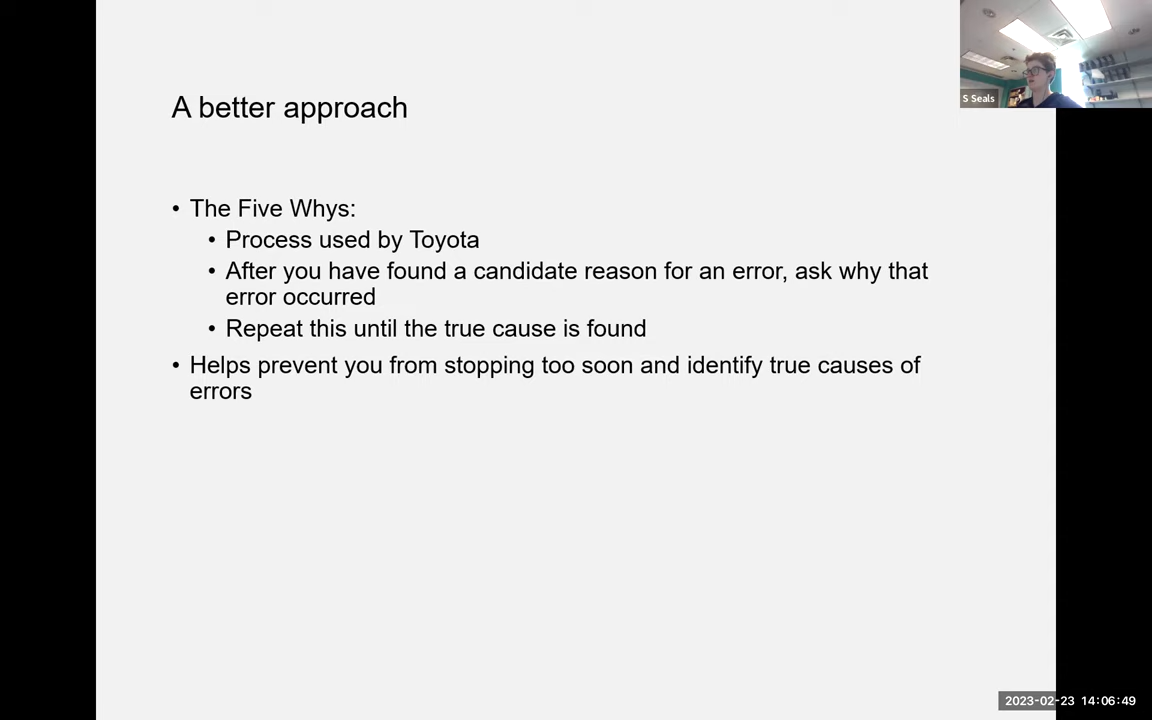 S Seals
A better approach
• The Five Whys:
• Process used by Toyota
• After you have found a candidate reason for an error, ask why that
error occurred
• Repeat this until the true cause is found
• Helps prevent you from stopping too soon and identify true causes of
errors
2023-02-23 14:06:49